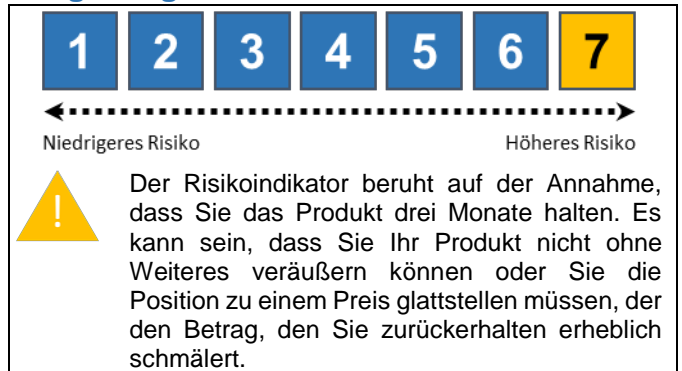 1 2 3 4 5 6 7
Niedrigeres Risiko Höheres Risiko
!
Der Risikoindikator beruht auf der Annahme,
dass Sie das Produkt drei Monate halten. Es
kann sein, dass Sie Ihr Produkt nicht ohne
Weiteres veräußern können oder Sie die
Position zu einem Preis glattstellen müssen, der
den Betrag, den Sie zurückerhalten erheblich
schmälert.